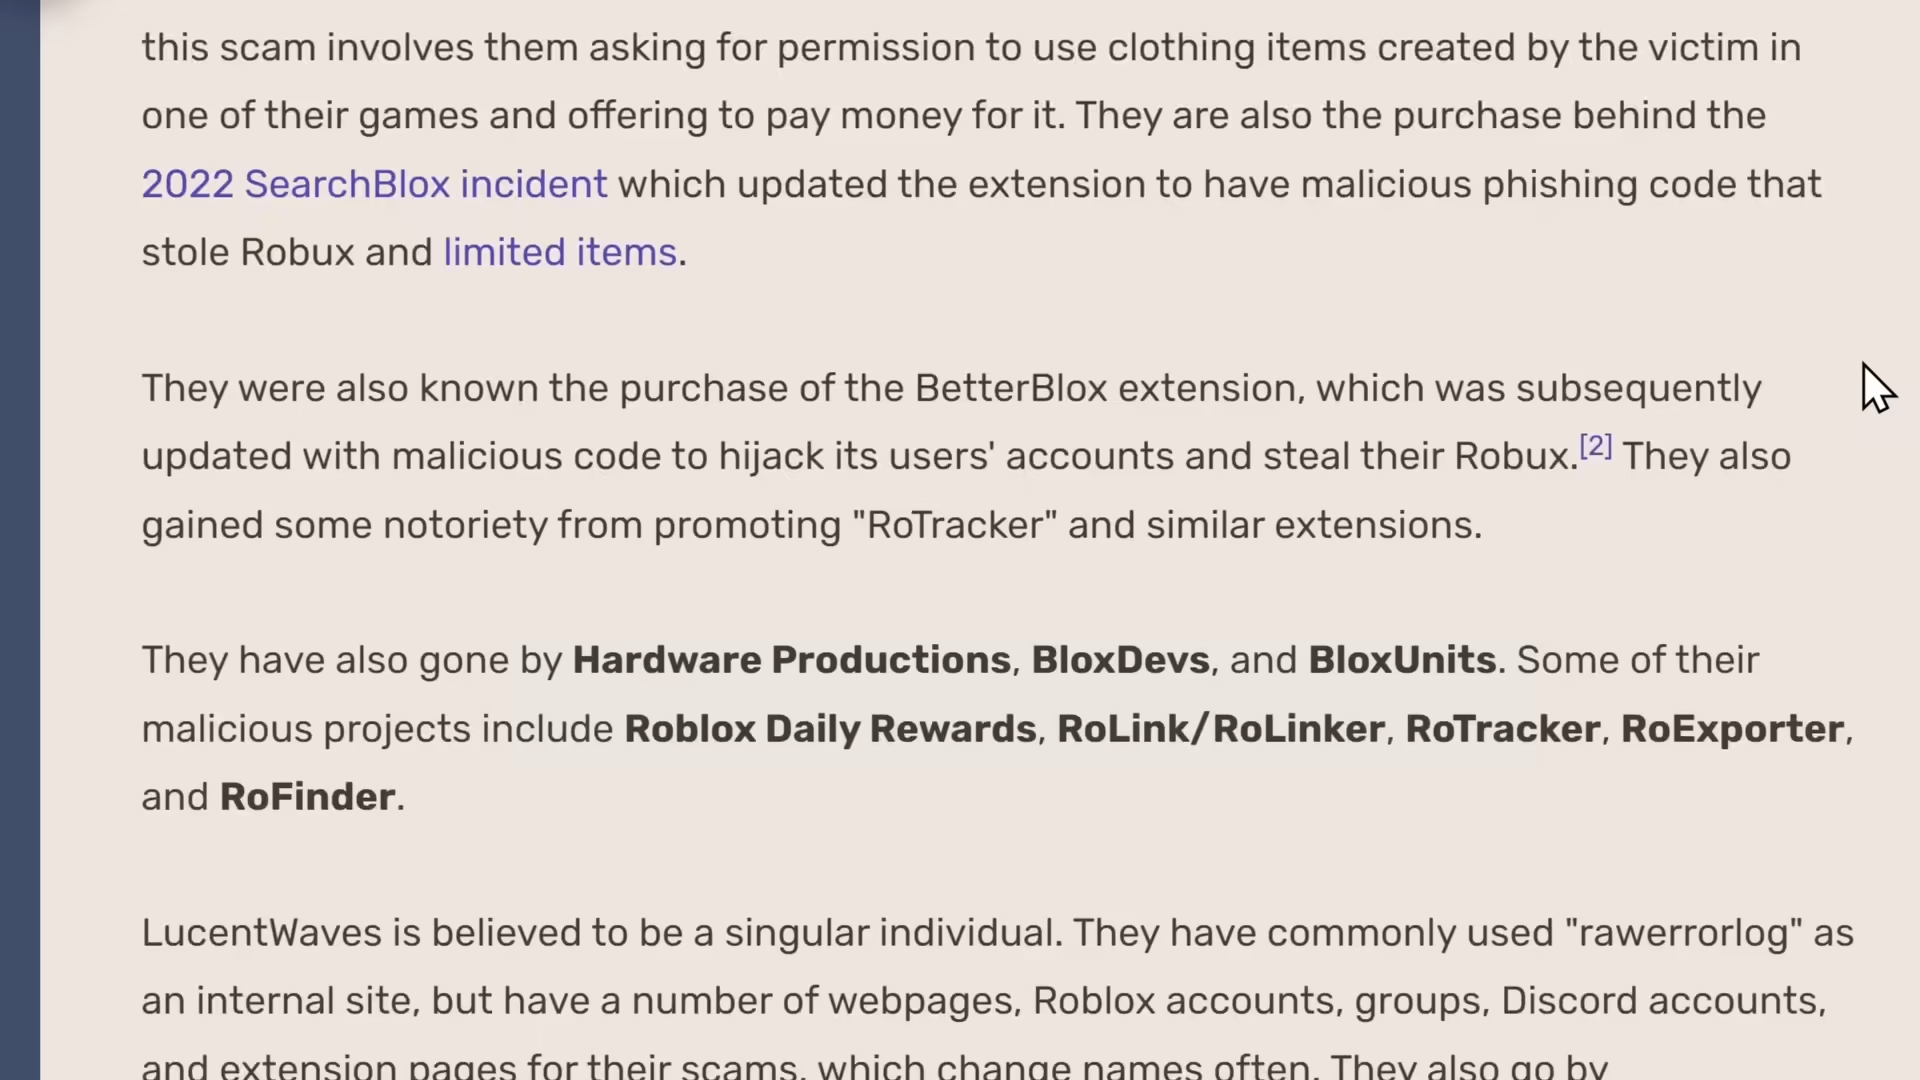 this scam involves them asking for permission to use clothing items created by the victim in
one of their games and offering to pay money for it. They are also the purchase behind the
2022 SearchBlox incident which updated the extension to have malicious phishing code that
stole Robux and limited items.
They were also known the purchase of the BetterBlox extension, which was subsequently
updated with malicious code to hijack its users' accounts and steal their Robux.[2] They also
gained some notoriety from promoting "RoTracker" and similar extensions.
They have also gone by Hardware Productions, BloxDevs, and BloxUnits. Some of their
malicious projects include Roblox Daily Rewards, RoLink/RoLinker, RoTracker, RoExporter,
and RoFinder.
LucentWaves is believed to be a singular individual. They have commonly used "rawerrorlog" as
an internal site, but have a number of webpages, Roblox accounts, groups, Discord accounts,
and extension pages for their scams, which change names often. They also go by